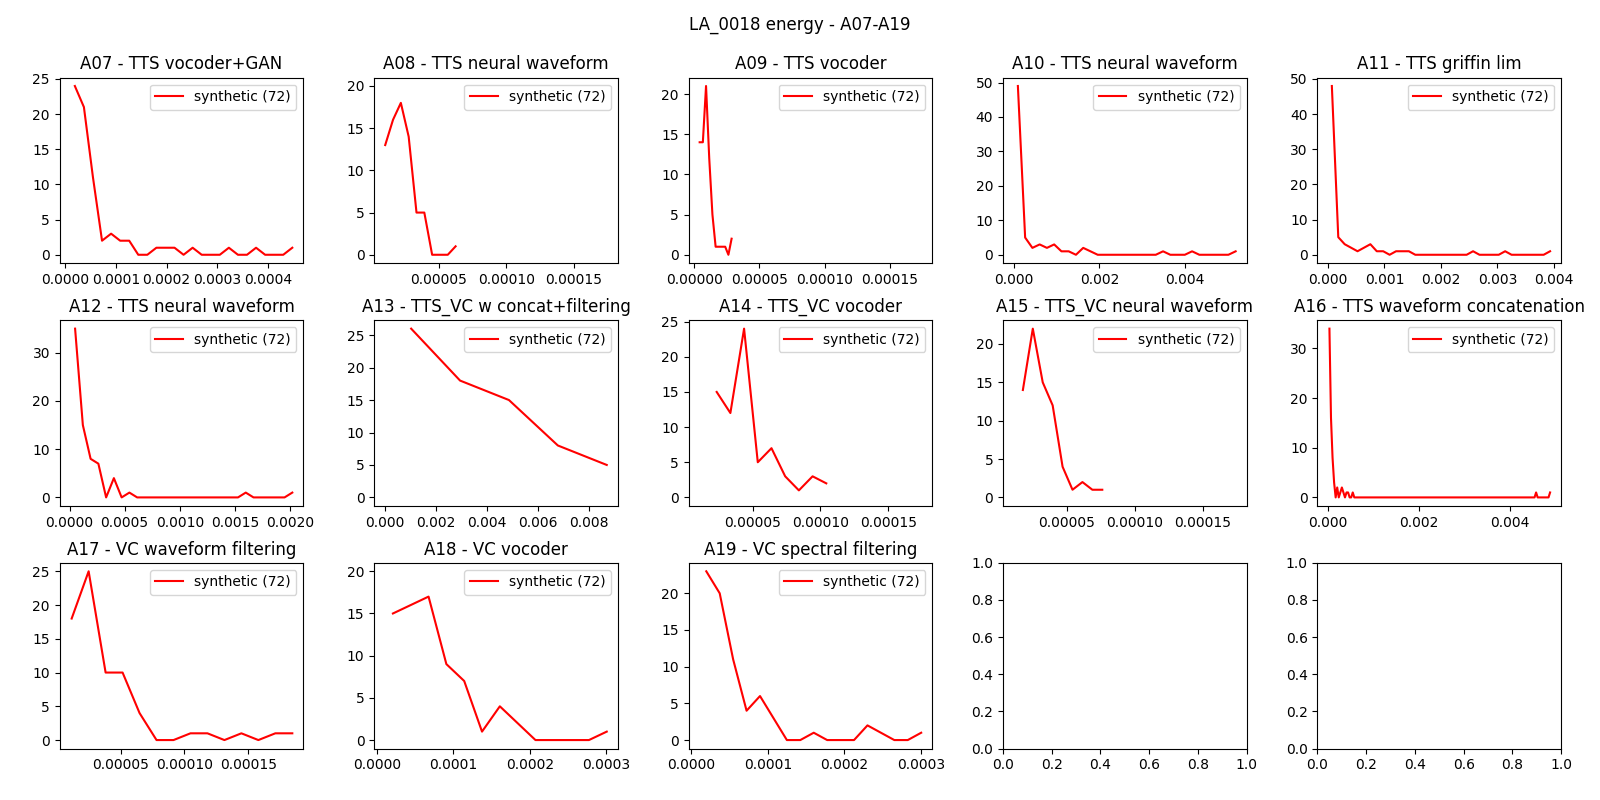 LA_0018 energy - A07-A19
A07 - TTS vocoder+GAN
A08 - TTS neural waveform
A09 - TTS vocoder
A10 - TTS neural waveform
A11 - TTS griffin lim
synthetic (72)
synthetic (72)
synthetic (72)
synthetic (72)
synthetic (72)
25
20
15
10
5
0
0.0000 0.0001 0.0002 0.0003 0.0004
20
15
10
5
0
0.00005 0.00010 0.00015
20
15
10
5
0
0.0000 0.00005 0.00010 0.00015
50
40
30
20
10
0
0.000 0.002 0.004
50
40
30
20
10
0
0.000 0.001 0.002 0.003 0.004
A12 - TTS neural waveform
A13 - TTS_VC w concat+filtering
A14 - TTS_VC vocoder
A15 - TTS_VC neural waveform
A16 - TTS waveform concatenation
synthetic (72)
synthetic (72)
synthetic (72)
synthetic (72)
synthetic (72)
30
20
10
0
0.0000 0.0005 0.0010 0.0015 0.0020
25
20
15
10
5
0
0.000 0.002 0.004 0.006 0.008
25
20
15
10
5
0
0.00005 0.00010 0.00015
20
15
10
5
0
0.00005 0.00010 0.00015
30
20
10
0
0.000 0.002 0.004
A17 - VC waveform filtering
A18 - VC vocoder
A19 - VC spectral filtering
synthetic (72)
synthetic (72)
synthetic (72)
25
20
15
10
5
0
0.00005 0.00010 0.00015
20
15
10
5
0
0.0000 0.0001 0.0002 0.0003
20
15
10
5
0
0.0000 0.0001 0.0002 0.0003
1.0
0.8
0.6
0.4
0.2
0.0
0.0 0.2 0.4 0.6 0.8 1.0
1.0
0.8
0.6
0.4
0.2
0.0
0.0 0.2 0.4 0.6 0.8 1.0